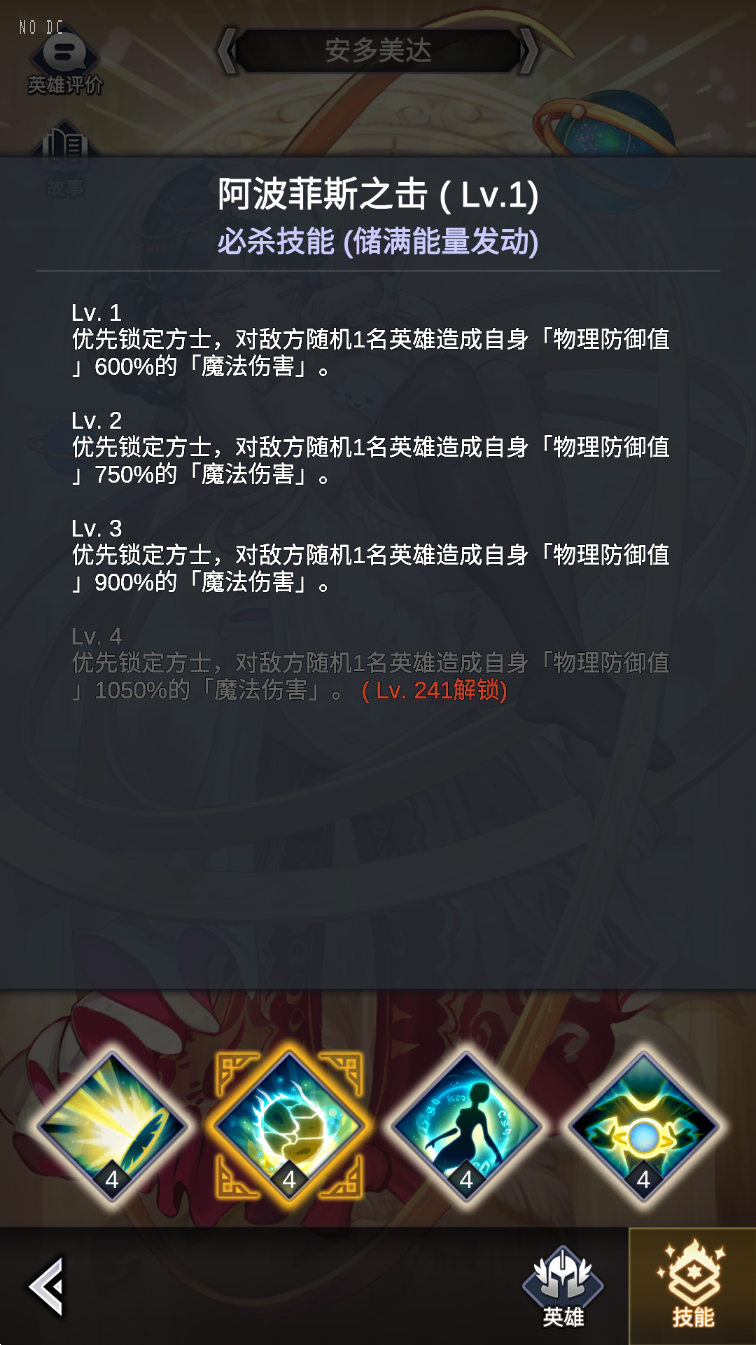 NO DC
安多美达
英雄评价
故事
阿波菲斯之击 ( Lv.1)
必杀技能 (储满能量发动)
Lv. 1
优先锁定方士，对敌方随机1名英雄造成自身「物理防御值
」600%的「魔法伤害」。
Lv. 2
优先锁定方士，对敌方随机1名英雄造成自身「物理防御值
」750%的「魔法伤害」。
Lv. 3
优先锁定方士，对敌方随机1名英雄造成自身「物理防御值
」900%的「魔法伤害」。
Lv. 4
优先锁定方士，对敌方随机1名英雄造成自身「物理防御值
」1050%的「魔法伤害」。 ( Lv. 241解锁)
4 4 4 4
英雄 技能